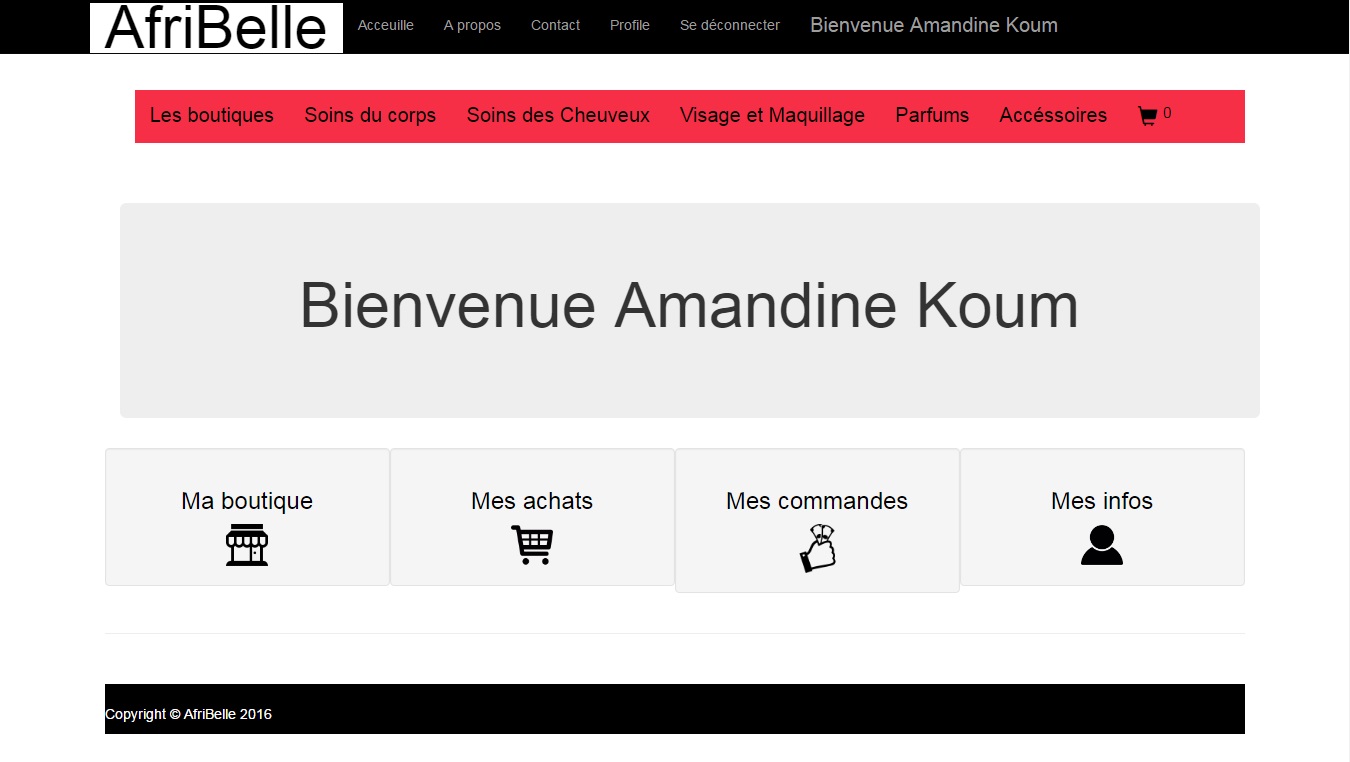 AfriBelle Acceuille A propos Contact Profile Se déconnecter Bienvenue Amandine Koum
Les boutiques Soins du corps Soins des Cheuveux Visage et Maquillage Parfums Accéssoires 0
Bienvenue Amandine Koum
Ma boutique Mes achats Mes commandes Mes infos
Copyright © AfriBelle 2016